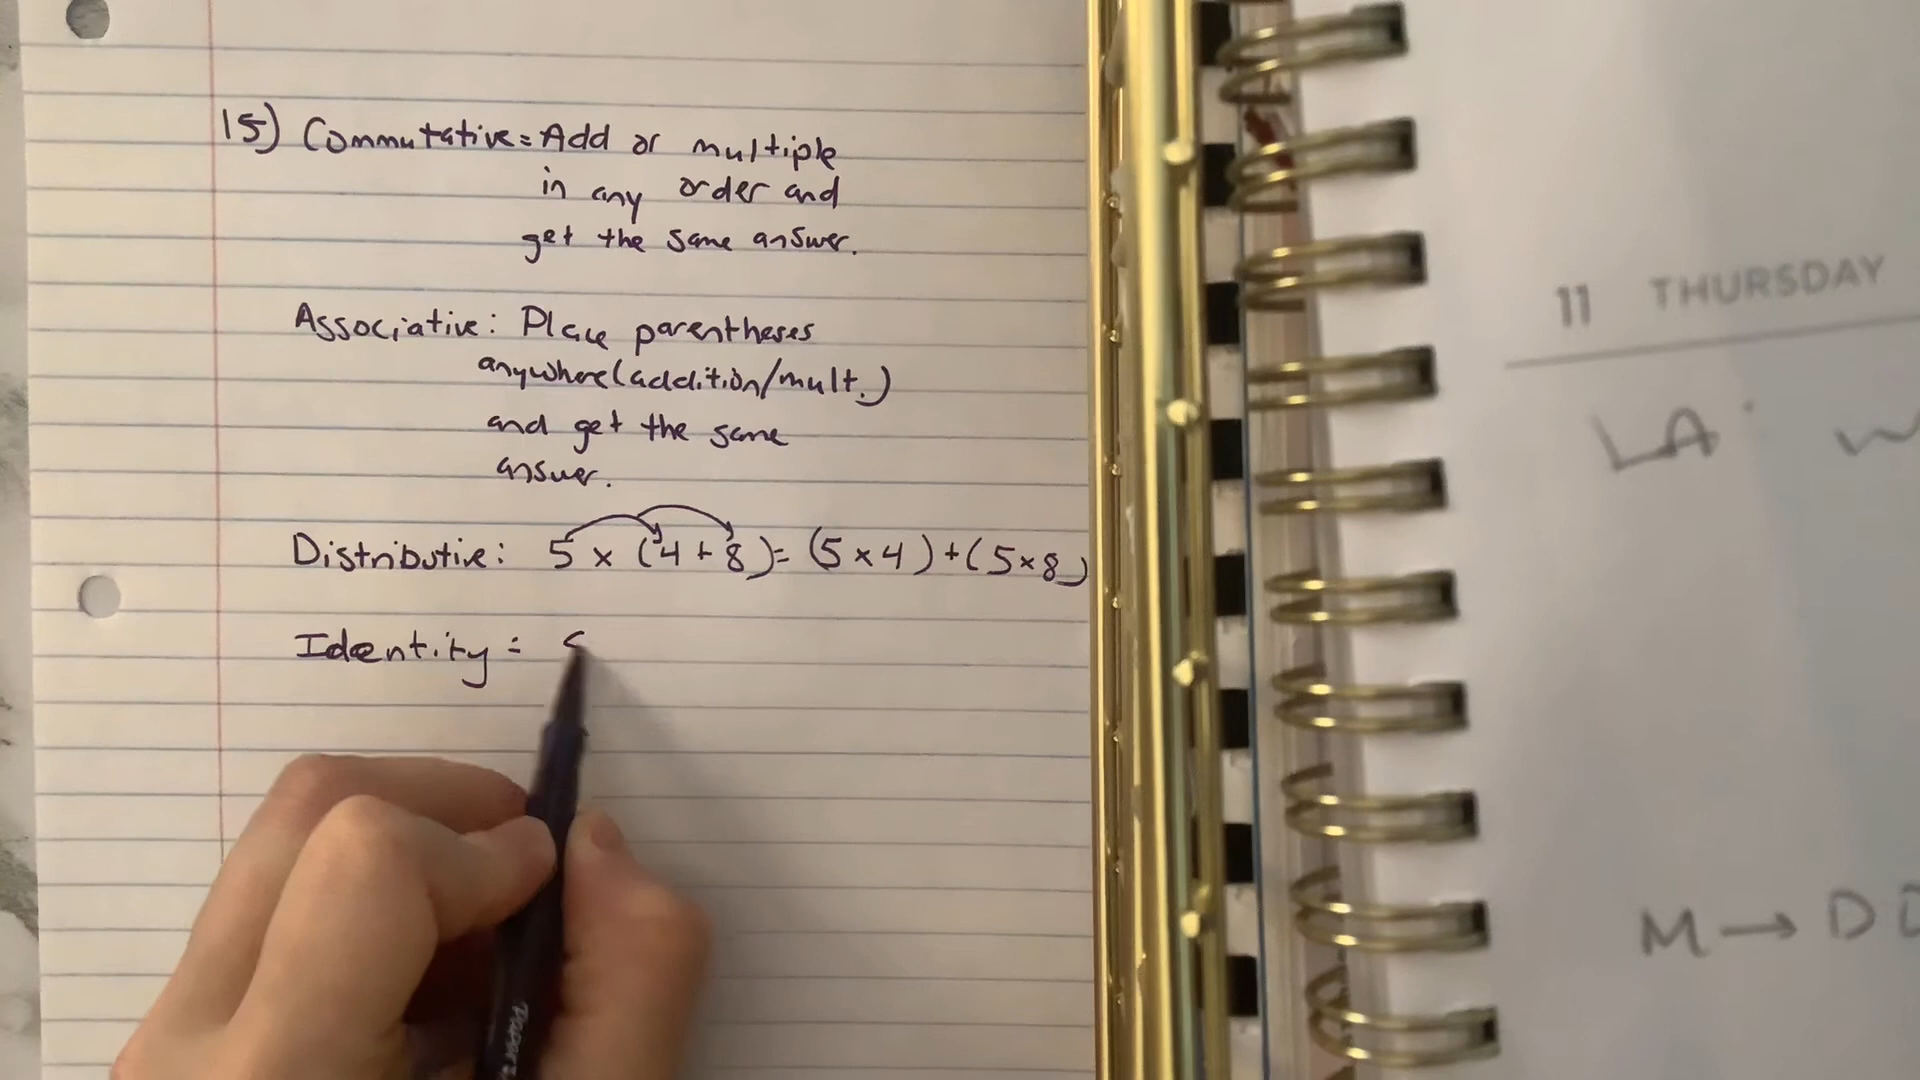 15) Commutative = Add or multiple
in any order and
get the same answer.
Associative: Place parentheses
anywhere (addition/mult.)
and get the same
answer.
Distributive: 5 × (4 + 8) = (5 × 4) + (5 × 8)
Identity =
11 THURSDAY
LA
M → D
Paper